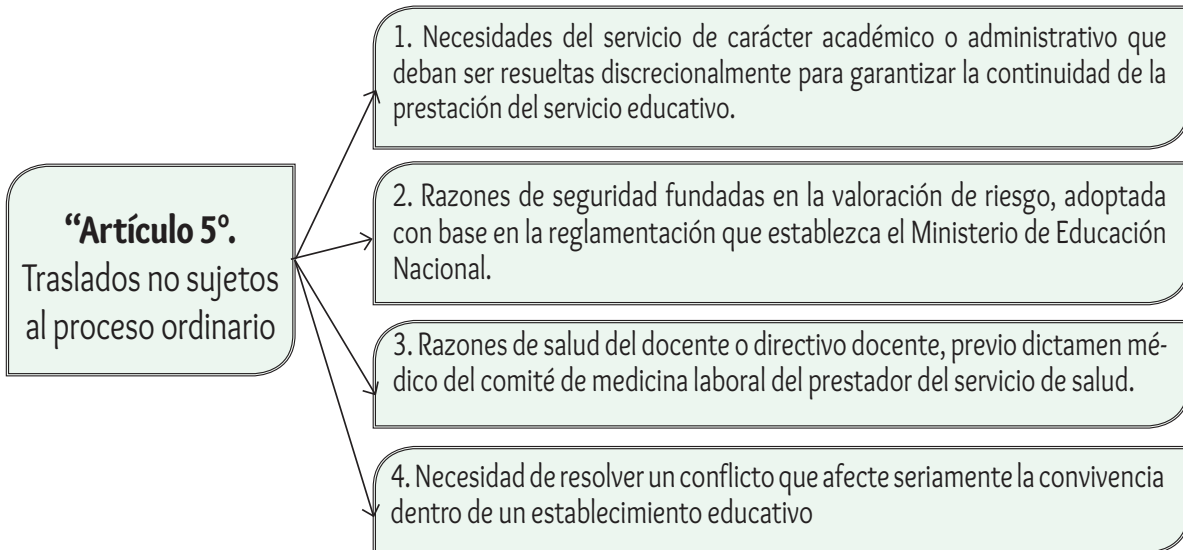 “Artículo 5°.
Traslados no sujetos
al proceso ordinario
1. Necesidades del servicio de carácter académico o administrativo que
deban ser resueltas discrecionalmente para garantizar la continuidad de la
prestación del servicio educativo.
2. Razones de seguridad fundadas en la valoración de riesgo, adoptada
con base en la reglamentación que establezca el Ministerio de Educación
Nacional.
3. Razones de salud del docente o directivo docente, previo dictamen mé-
dico del comité de medicina laboral del prestador del servicio de salud.
4. Necesidad de resolver un conflicto que afecte seriamente la convivencia
dentro de un establecimiento educativo